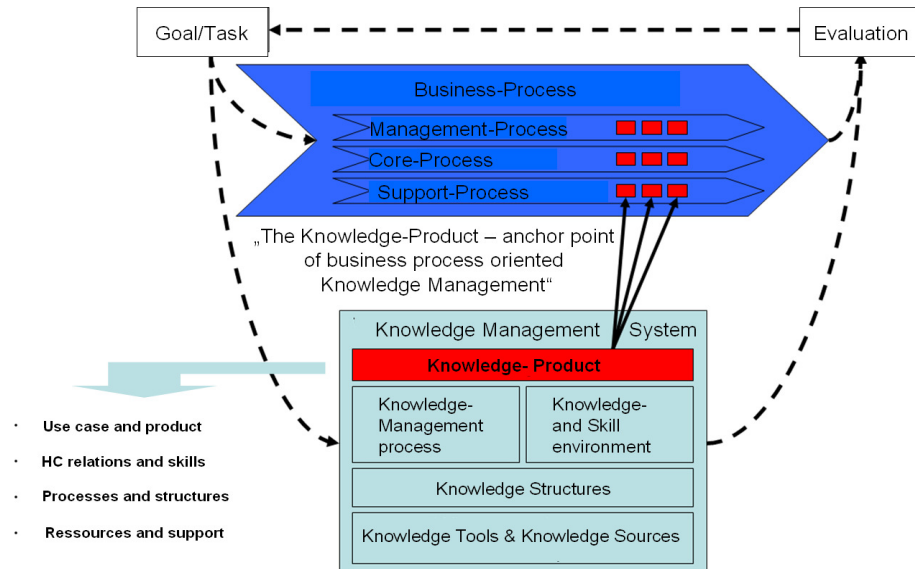 Goal/Task
Evaluation
Business-Process
Management-Process
Core-Process
Support-Process
„The Knowledge-Product – anchor point
of business process oriented
Knowledge Management“
Knowledge Management System
Knowledge- Product
Knowledge-
Management
process
Knowledge-
and Skill
environment
Knowledge Structures
Knowledge Tools & Knowledge Sources
· Use case and product
· HC relations and skills
· Processes and structures
· Ressources and support